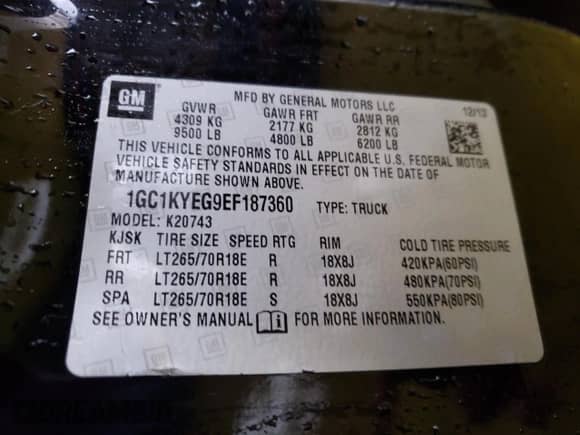 GM
MFD BY GENERAL MOTORS LLC
12/13
GVWR GAWR FRT GAWR RR
4309 KG 2177 KG 2812 KG
9500 LB 4800 LB 6200 LB
THIS VEHICLE CONFORMS TO ALL APPLICABLE U.S. FEDERAL MOTOR
VEHICLE SAFETY STANDARDS IN EFFECT ON THE DATE OF
MANUFACTURE SHOWN ABOVE.
1GC1KYEG9EF187360 TYPE: TRUCK
MODEL: K20743
KJSK TIRE SIZE SPEED RTG RIM COLD TIRE PRESSURE
FRT LT265/70R18E R 18X8J 420KPA(60PSI)
RR LT265/70R18E R 18X8J 480KPA(70PSI)
SPA LT265/70R18E S 18X8J 550KPA(80PSI)
SEE OWNER'S MANUAL FOR MORE INFORMATION.